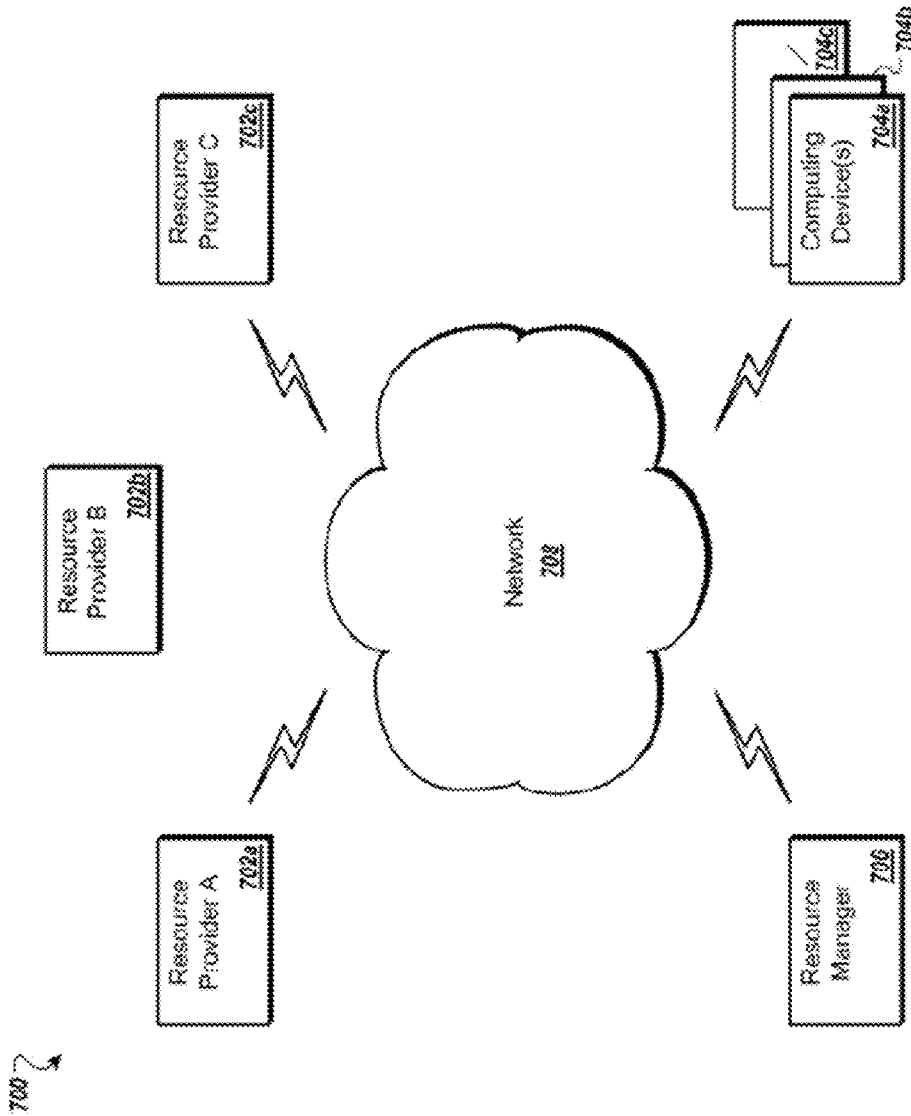 700
Resource
Provider A
702a
Resource
Provider B
702b
Resource
Provider C
702c
Network
708
Resource
Manager
700
Computing
Device(s)
704a
704b
704c